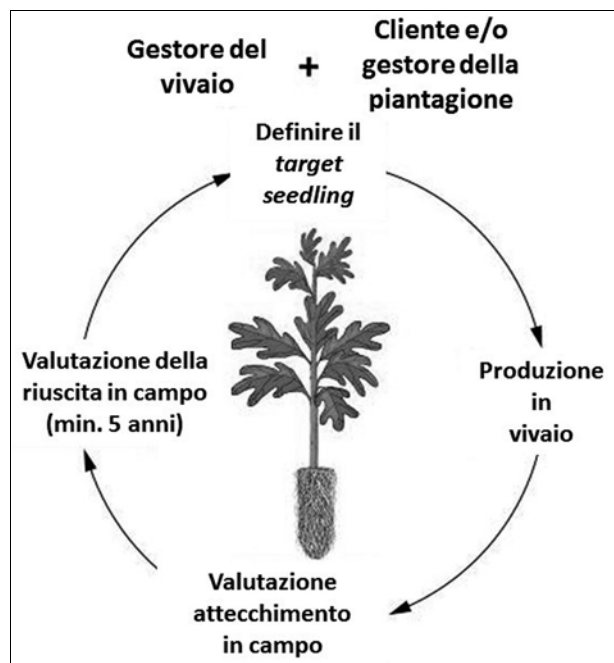 Gestore del
vivaio
+
Cliente e/o
gestore della
piantagione
Definire il
target
seedling
Produzione
in
vivaio
Valutazione
attecchimento
in campo
Valutazione della
riuscita in campo
(min. 5 anni)